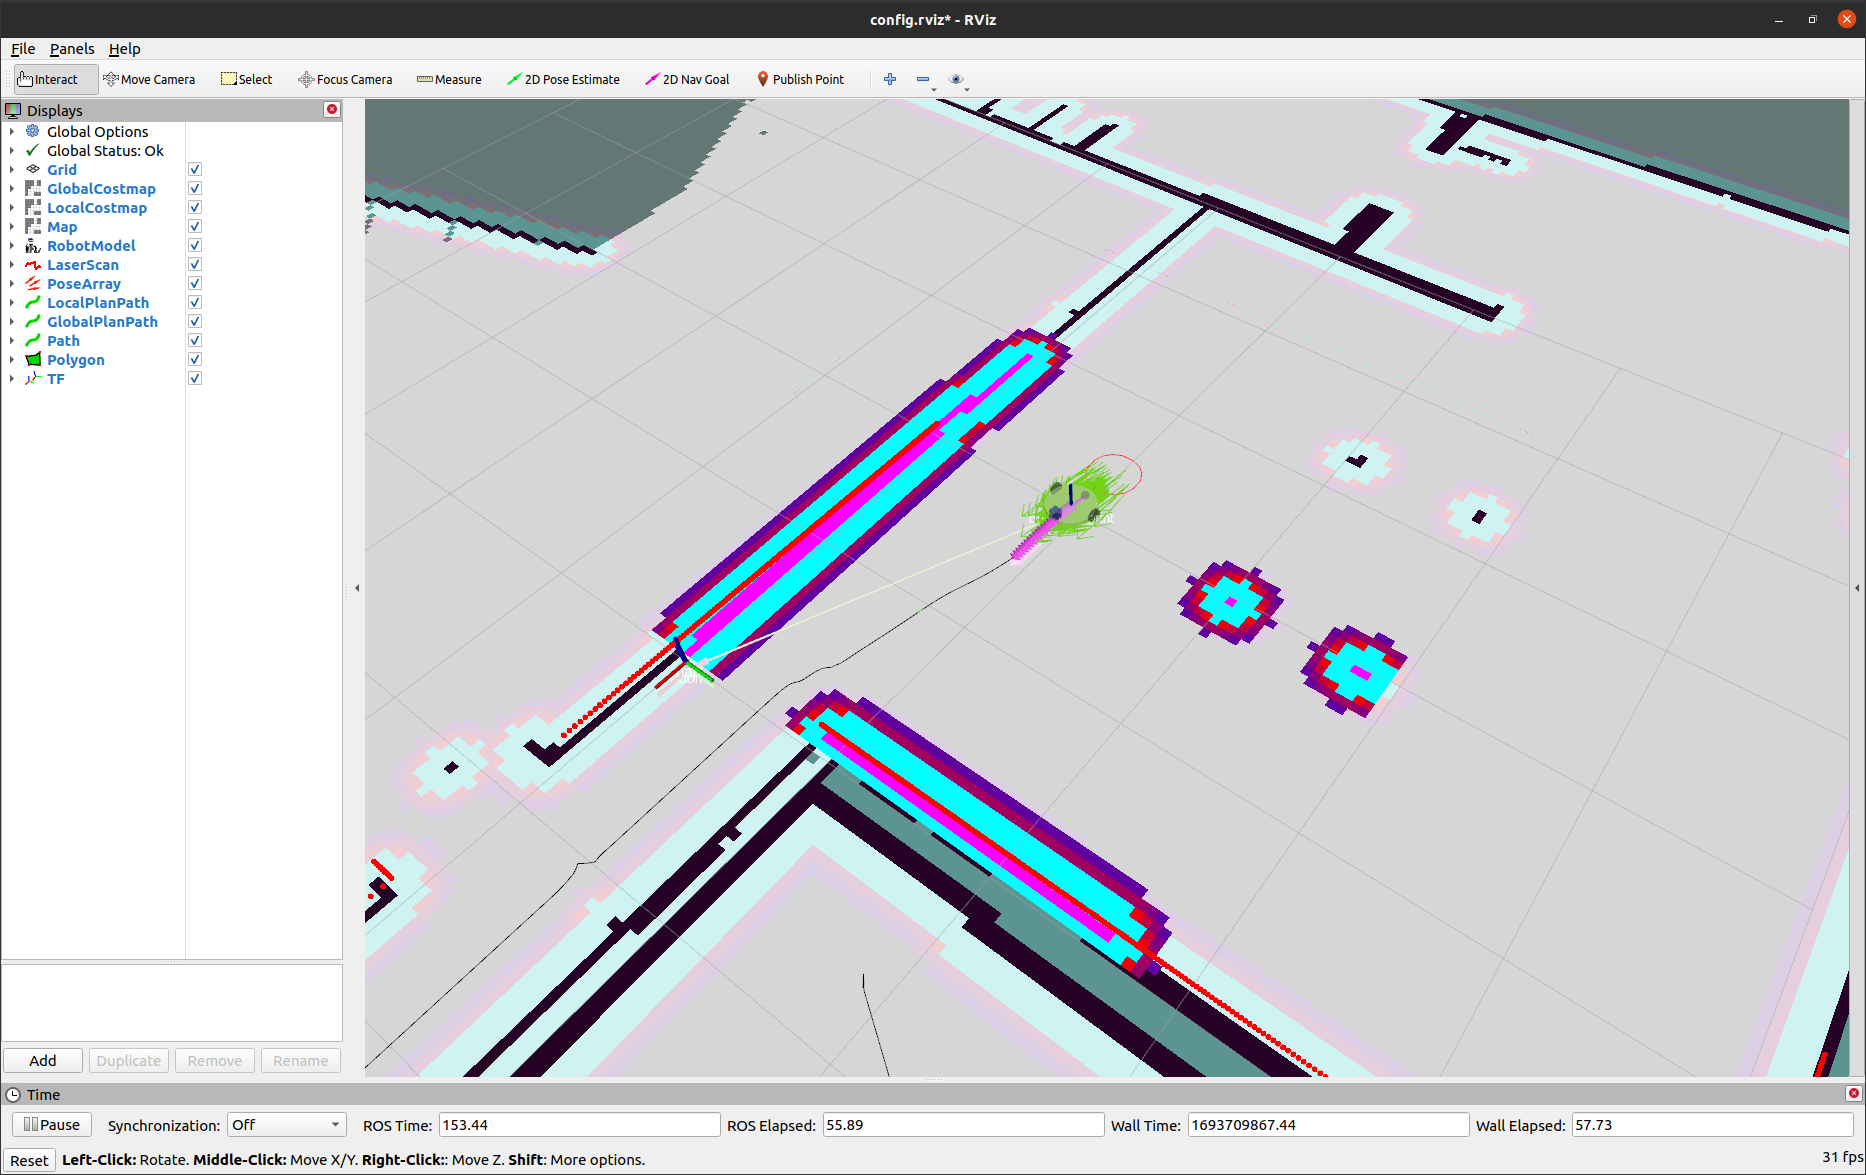 config.rviz* - RViz
File Panels Help
Interact Move Camera Select Focus Camera Measure 2D Pose Estimate 2D Nav Goal Publish Point
Displays
Global Options
Global Status: Ok
Grid
GlobalCostmap
LocalCostmap
Map
RobotModel
LaserScan
PoseArray
LocalPlanPath
GlobalPlanPath
Path
Polygon
TF
Add Duplicate Remove Rename
Time
Pause Synchronization: Off ROS Time: 153.44 ROS Elapsed: 55.89 Wall Time: 1693709867.44 Wall Elapsed: 57.73
Reset Left-Click: Rotate. Middle-Click: Move X/Y. Right-Click:: Move Z. Shift: More options. 31 fps